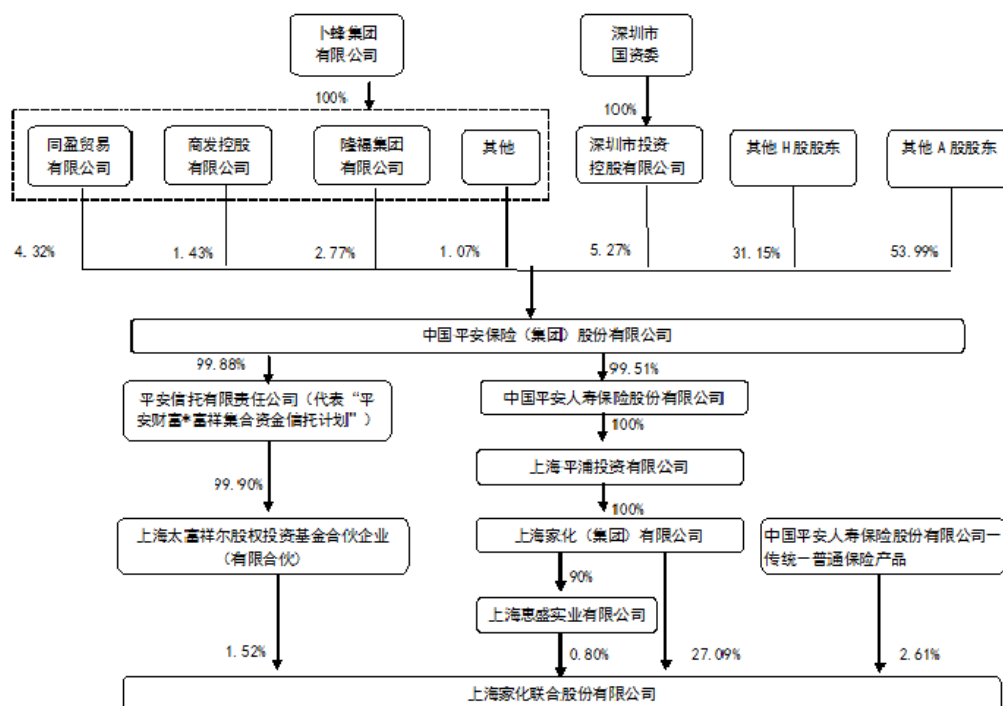 卜蜂集团
有限公司
深圳市
国资委
100%
100%
同盈贸易
有限公司
商发控股
有限公司
隆福集团
有限公司
其他
深圳市投资
控股有限公司
其他 H 股股东
其他 A 股股东
4.32%
1.43%
2.77%
1.07%
5.27%
31.15%
53.99%
中国平安保险（集团）股份有限公司
99.88%
99.51%
平安信托有限责任公司（代表“平
安财富*富祥集合资金信托计划”）
中国平安人寿保险股份有限公司
100%
上海平浦投资有限公司
99.90%
100%
上海太富祥尔股权投资基金合伙企业
（有限合伙）
上海家化（集团）有限公司
中国平安人寿保险股份有限公司—
传统—普通保险产品
90%
上海惠盛实业有限公司
1.52%
0.80%
27.09%
2.61%
上海家化联合股份有限公司